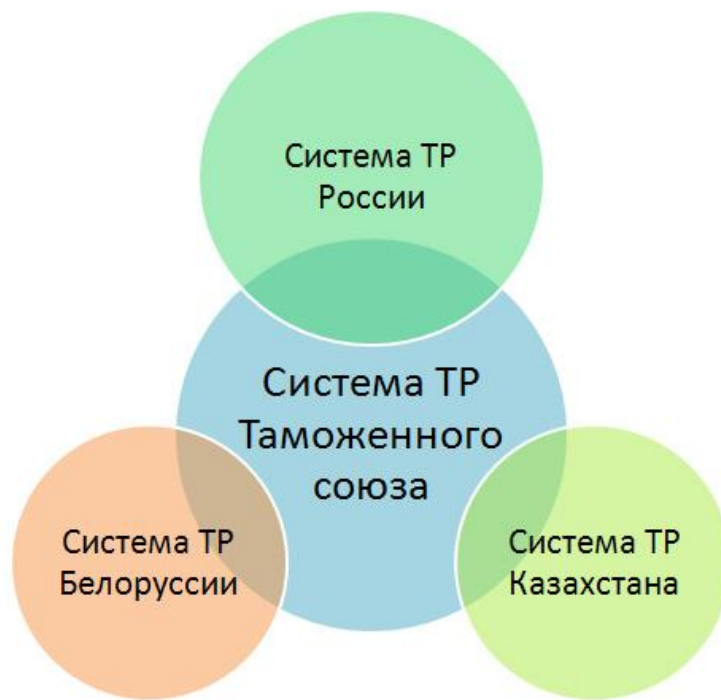 Система ТР
России
Система ТР
Таможенного
союза
Система ТР
Белоруссии
Система ТР
Казахстана